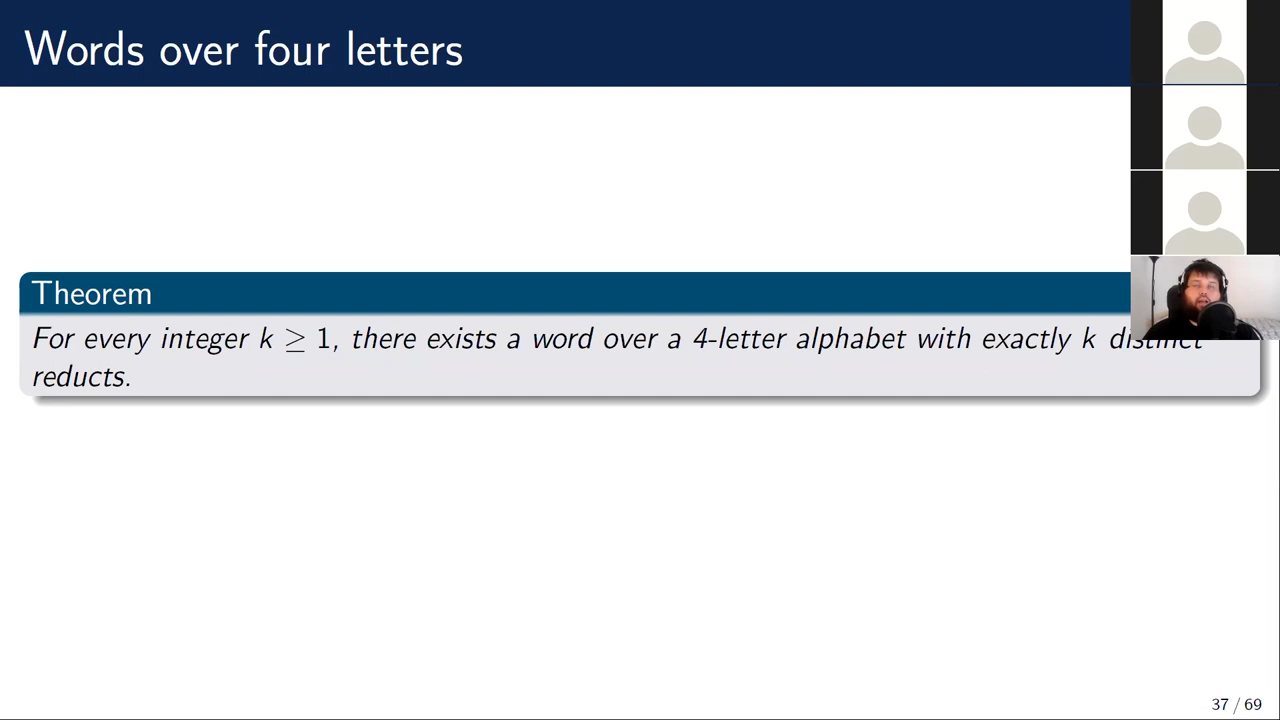 Words over four letters
Theorem
For every integer k ≥ 1, there exists a word over a 4-letter alphabet with exactly k distinct
reducts.
37 / 69